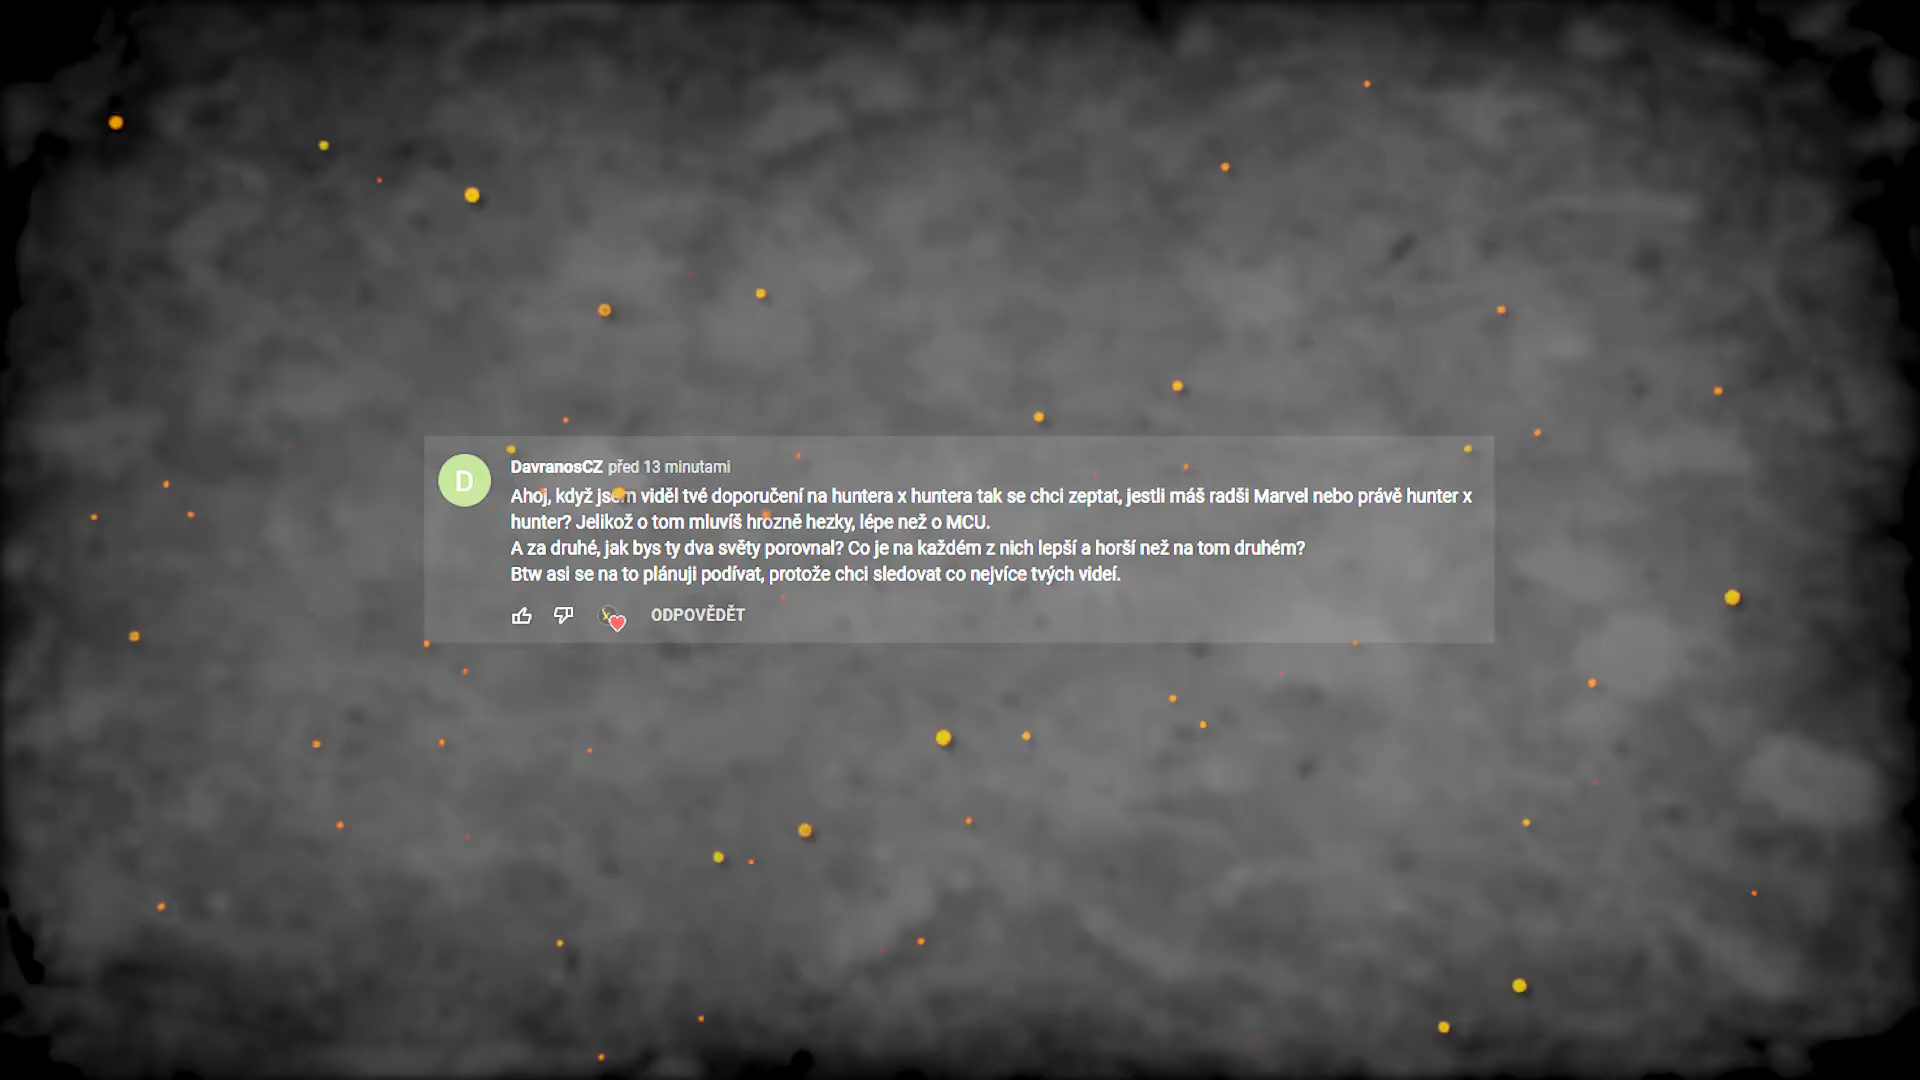 D
DavranosCZ před 13 minutami
Ahoj, když jsem viděl tvé doporučení na huntera x huntera tak se chci zeptat, jestli máš radši Marvel nebo právě hunter x
hunter? Jelikož o tom mluvíš hrozně hezky, lépe než o MCU.
A za druhé, jak bys ty dva světy porovnal? Co je na každém z nich lepší a horší než na tom druhém?
Btw asi se na to plánuji podívat, protože chci sledovat co nejvíce tvých videí.
ODPOVĚDĚT